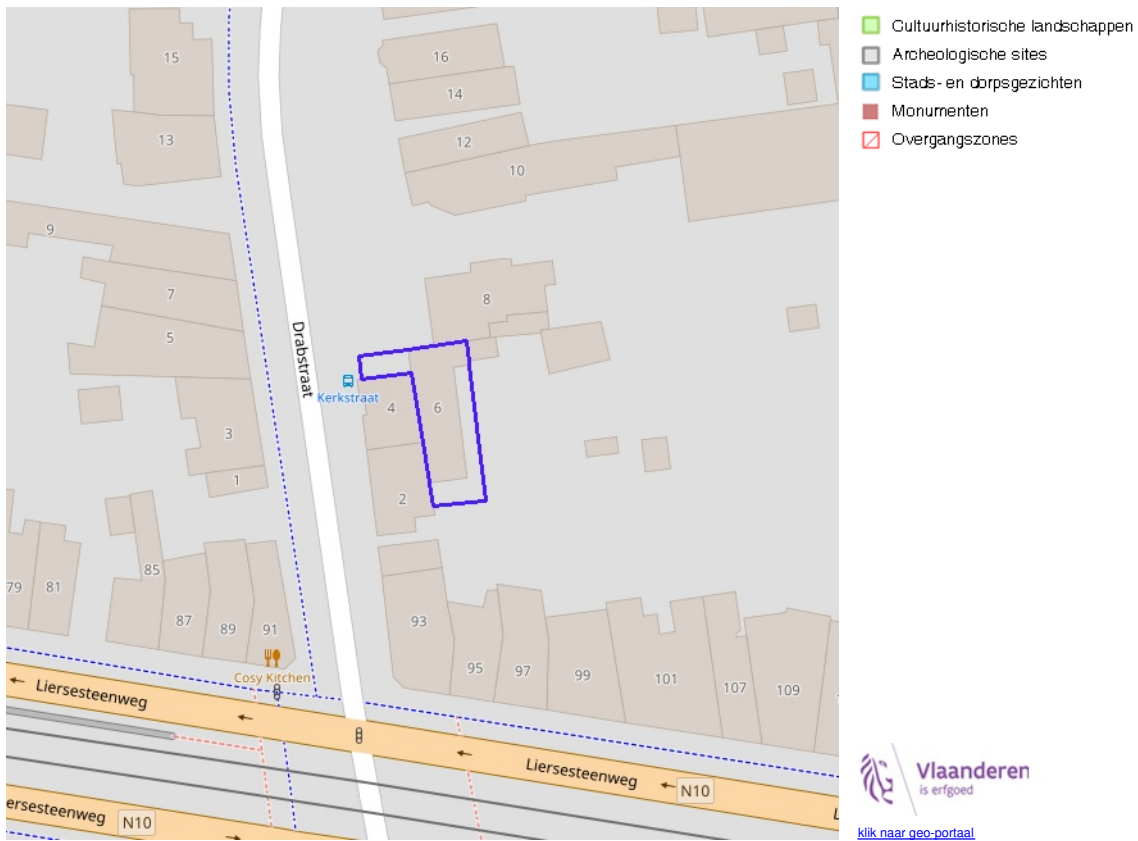 15
16
14
13
12
10
9
8
7
5
Drabstraat
Kerkstraat
4
6
3
1
2
85
79
81
87
89
91
93
95
97
99
101
107
109
Cosy Kitchen
Liersesteenweg
Liersesteenweg
N10
ersesteenweg
N10
L
Cultuurhistorische landschappen
Archeologische sites
Stads- en dorpsgezichten
Monumenten
Overgangszones
Vlaanderen
is erfgoed
klik naar geo-portaal